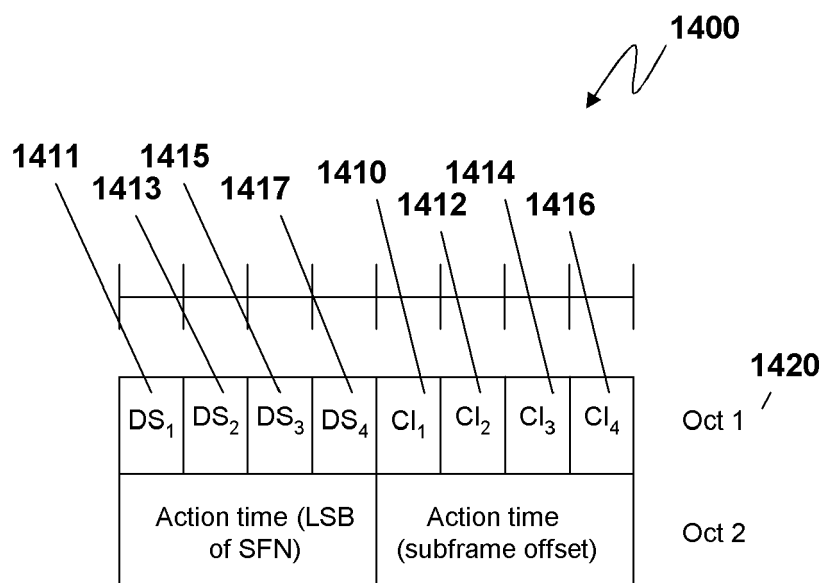 1400
1411
1413
1415
1417
1410
1412
1414
1416
1420
DS₁ DS₂ DS₃ DS₄ CI₁ CI₂ CI₃ CI₄ Oct 1
Action time (LSB
of SFN)
Action time
(subframe offset)
Oct 2